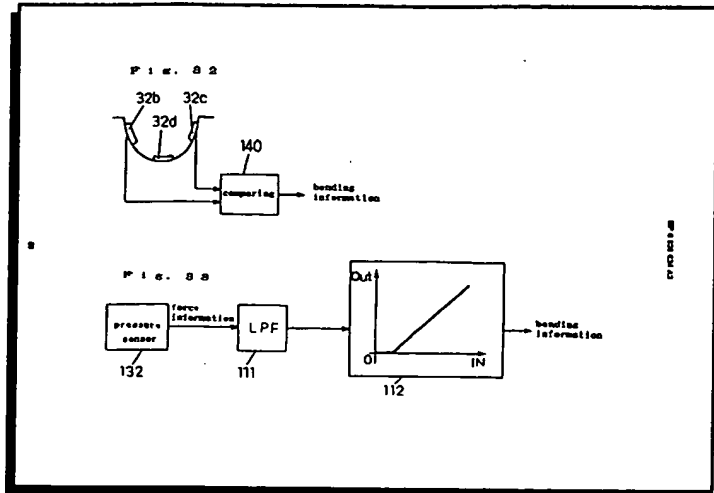 Fig. 32
32b 32c
32d
140
comparing
bending
information
Fig. 33
force
information
pressure
sensor
132
LPF
111
Out
0
IN
112
bending
information